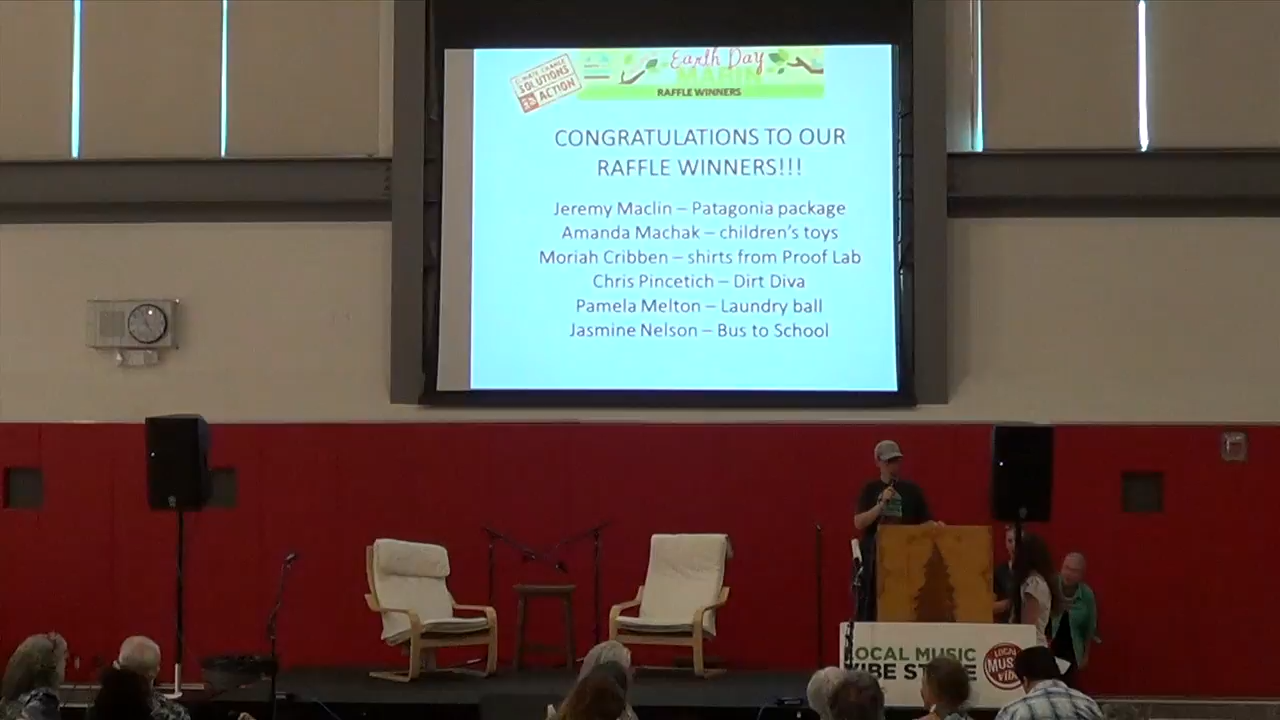 Earth Day
MARIN
CLIMATE CHANGE
SOLUTIONS
ACTION
RAFFLE WINNERS
CONGRATULATIONS TO OUR
RAFFLE WINNERS!!!
Jeremy Maclin – Patagonia package
Amanda Machak – children's toys
Moriah Cribben – shirts from Proof Lab
Chris Pincetich – Dirt Diva
Pamela Melton – Laundry ball
Jasmine Nelson – Bus to School
LOCAL MUSIC
VIBE
LOCAL
MUSIC